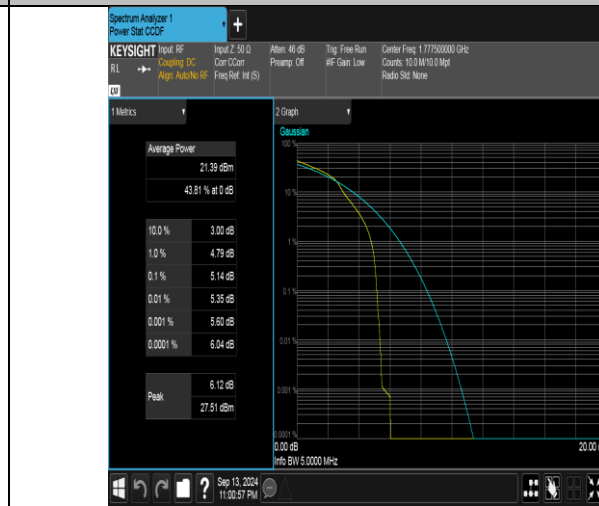 Spectrum Analyzer 1
Power Stat CCDF
+
KEYSIGHT
RL
Input: RF
Coupling: DC
Align: Auto/No RF
Input Z: 50 Ω
Corr CCorr
Freq Ref: Int (S)
Atten: 46 dB
Preamp: Off
Trig: Free Run
#IF Gain: Low
Center Freq: 1.777500000 GHz
Counts: 10.0 M/10.0 Mpt
Radio Std: None
1 Metrics
Average Power
21.39 dBm
43.81 % at 0 dB
10.0 % 3.00 dB
1.0 % 4.79 dB
0.1 % 5.14 dB
0.01 % 5.35 dB
0.001 % 5.60 dB
0.0001 % 6.04 dB
Peak
6.12 dB
27.51 dBm
2 Graph
Gaussian
100 %
10 %
1 %
0.1 %
0.01 %
0.001 %
0.0001 %
0.00 dB
20.00
Info BW 5.0000 MHz
?
Sep 13, 2024
11:00:57 PM